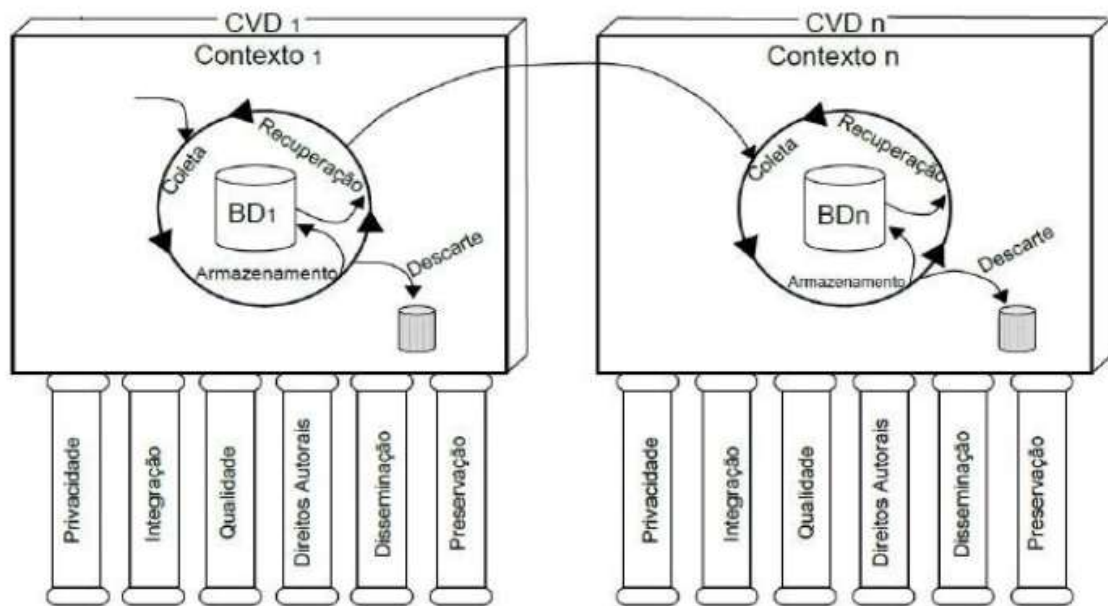 CVD 1
Contexto 1
Coleta
Recuperação
BD1
Armazenamento
Descarte
Privacidade
Integração
Qualidade
Direitos Autorais
Disseminação
Preservação
CVD n
Contexto n
Coleta
Recuperação
BDn
Armazenamento
Descarte
Privacidade
Integração
Qualidade
Direitos Autorais
Disseminação
Preservação